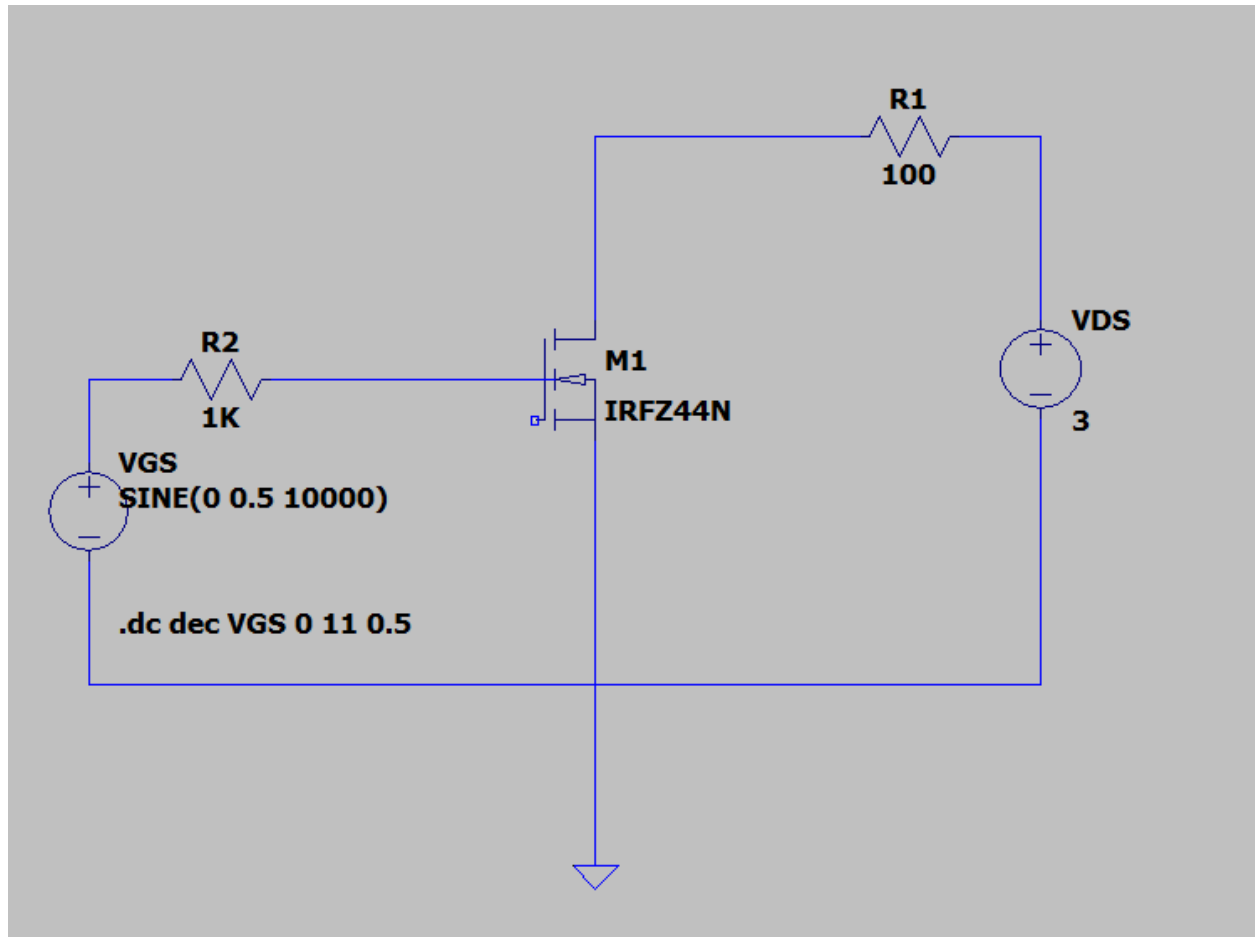 R1
100
VDS
3
R2
1K
M1
IRFZ44N
VGS
SINE(0 0.5 10000)
.dc dec VGS 0 11 0.5